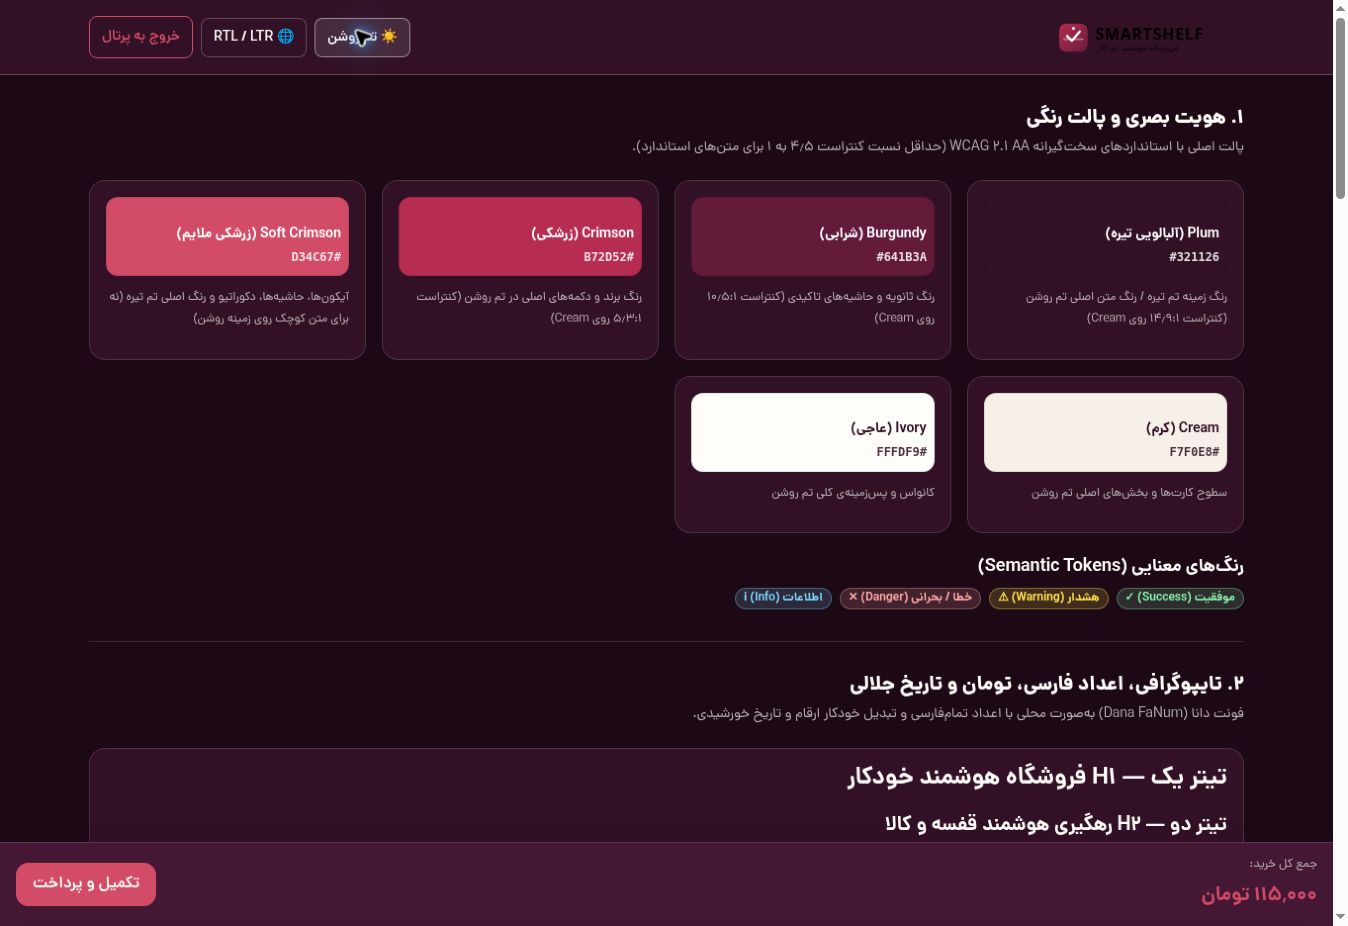 SMARTSHELF
فروشگاه هوشمند خودکار
☀️ تم روشن
🌐 RTL / LTR
خروج به پرتال
۱. هویت بصری و پالت رنگی
پالت اصلی با استانداردهای سخت‌گیرانه WCAG ۲.۱ AA (حداقل نسبت کنتراست ۴٫۵ به ۱ برای متن‌های استاندارد).
Plum (آلبالویی تیره)
#321126
رنگ زمینه تم تیره / رنگ متن اصلی تم روشن
(کنتراست ۱۴٫۹:۱ روی Cream)
Burgundy (شرابی)
#641B3A
رنگ ثانویه و حاشیه‌های تاکیدی (کنتراست ۱۰٫۵:۱
روی Cream)
Crimson (زرشکی)
B72D52#
رنگ برند و دکمه‌های اصلی در تم روشن (کنتراست
۵٫۳:۱ روی Cream)
Soft Crimson (زرشکی ملایم)
D34C67#
آیکون‌ها، حاشیه‌ها، دکوراتیو و رنگ اصلی تم تیره (نه
برای متن کوچک روی زمینه روشن)
Cream (کرم)
F7F0E8#
سطوح کارت‌ها و بخش‌های اصلی تم روشن
Ivory (عاجی)
FFFDF9#
کانواس و پس‌زمینه‌ی کلی تم روشن
رنگ‌های معنایی (Semantic Tokens)
موفقیت (Success) ✓
هشدار (Warning) ⚠
خطا / بحرانی (Danger) ✕
اطلاعات (Info) ℹ
۲. تایپوگرافی، اعداد فارسی، تومان و تاریخ جلالی
فونت دانا (Dana FaNum) به‌صورت محلی با اعداد تمام‌فارسی و تبدیل خودکار ارقام و تاریخ خورشیدی.
تیتر یک — H۱ فروشگاه هوشمند خودکار
تیتر دو — H۲ رهگیری هوشمند قفسه و کالا
جمع کل خرید:
۱۱۵٬۰۰۰ تومان
تکمیل و پرداخت